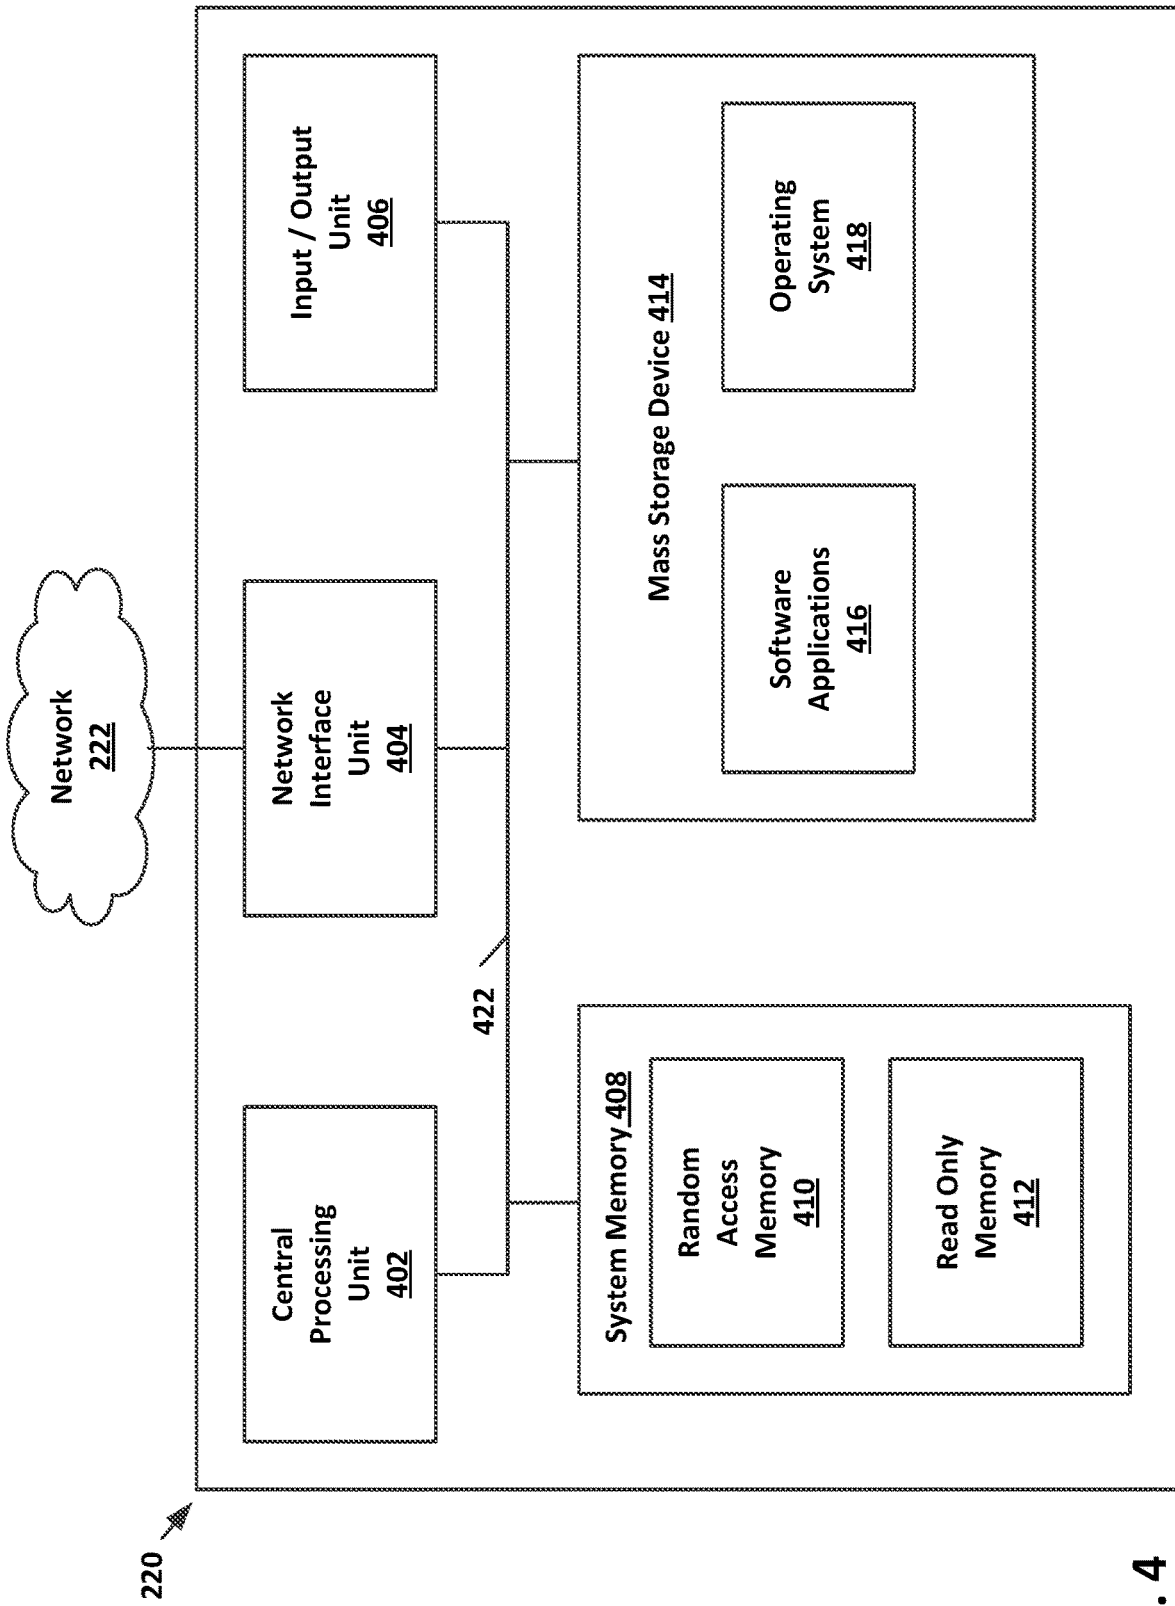 220
Network
222
Central
Processing
Unit
402
Network
Interface
Unit
404
Input / Output
Unit
406
422
System Memory 408
Random
Access
Memory
410
Read Only
Memory
412
Mass Storage Device 414
Software
Applications
416
Operating
System
418
. 4